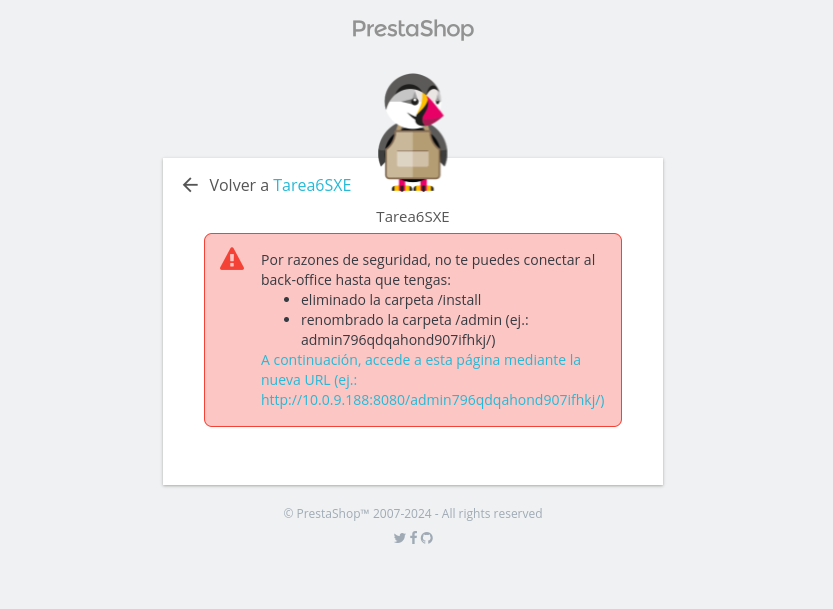 PrestaShop
Volver a Tarea6SXE
Tarea6SXE
Por razones de seguridad, no te puedes conectar al
back-office hasta que tengas:
• eliminado la carpeta /install
• renombrado la carpeta /admin (ej.:
admin796qdqahond907ifhkj/)
A continuación, accede a esta página mediante la
nueva URL (ej.:
http://10.0.9.188:8080/admin796qdqahond907ifhkj/)
© PrestaShop™ 2007-2024 - All rights reserved